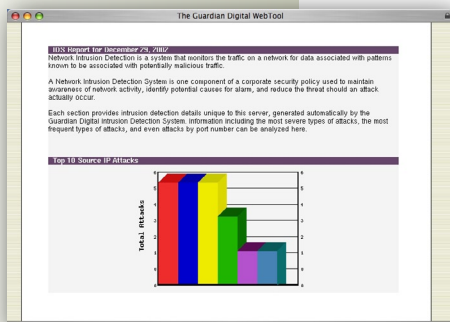 The Guardian Digital WebTool
IDS Report for December 29, 2002
Network Intrusion Detection is a system that monitors the traffic on a network for data associated with patterns
known to be associated with potentially malicious traffic.
A Network Intrusion Detection System is one component of a corporate security policy used to maintain
awareness of network activity, identify potential causes for alarm, and reduce the threat should an attack
actually occur.
Each section provides intrusion detection details unique to this server, generated automatically by the
Guardian Digital Intrusion Detection System. Information including the most severe types of attacks, the most
frequent types of attacks, and even attacks by port number can be analyzed here.
Top 10 Source IP Attacks
Total Attacks